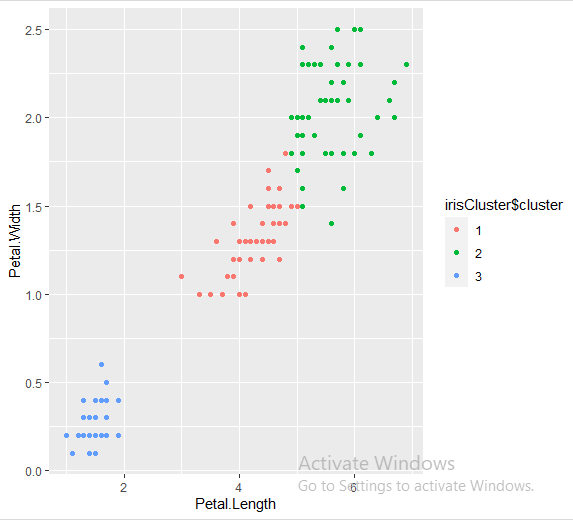 2.5
2.0
1.5
1.0
0.5
0.0
Petal.Width
2
4
6
Petal.Length
irisCluster$cluster
1
2
3
Activate Windows
Go to Settings to activate Windows.